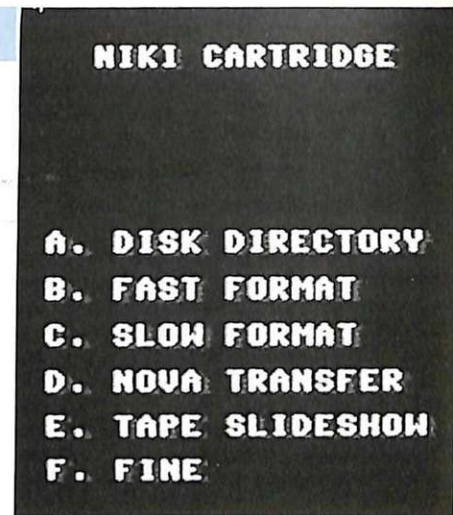 NIKI CARTRIDGE
A. DISK DIRECTORY
B. FAST FORMAT
C. SLOW FORMAT
D. NOVA TRANSFER
E. TAPE SLIDESHOW
F. FINE